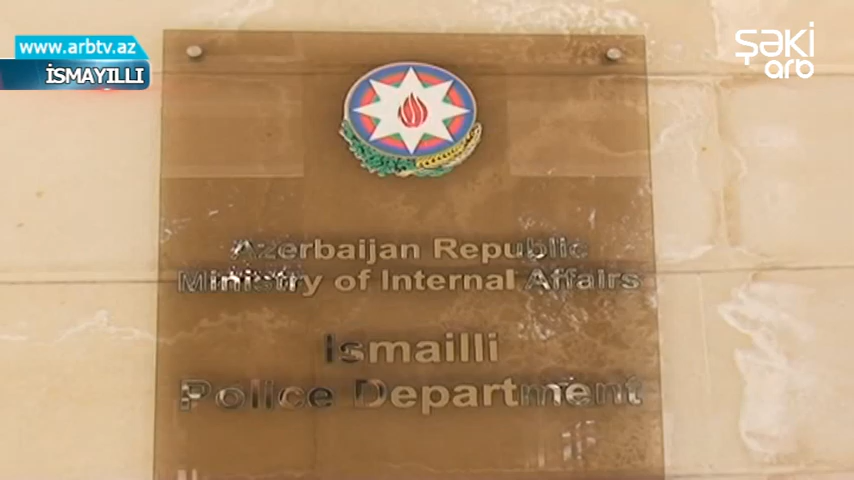 www.arbtv.az
İSMAYILLI
şəki
arb
Azerbaijan Republic
Ministry of Internal Affairs
Ismailli
Police Department